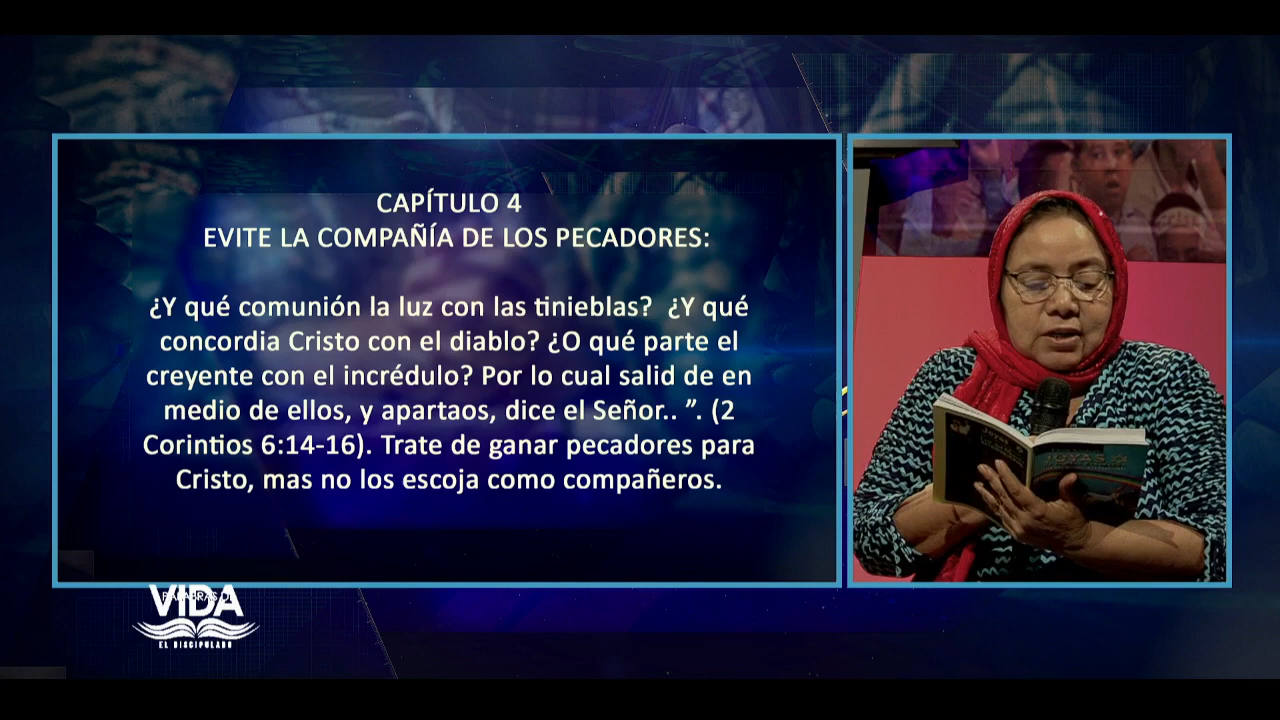 CAPÍTULO 4
EVITE LA COMPAÑÍA DE LOS PECADORES:
¿Y qué comunión la luz con las tinieblas?  ¿Y qué
concordia Cristo con el diablo? ¿O qué parte el
creyente con el incrédulo? Por lo cual salid de en
medio de ellos, y apartaos, dice el Señor.. ”. (2
Corintios 6:14-16). Trate de ganar pecadores para
Cristo, mas no los escoja como compañeros.
JOYAS
PALABRAS DE
VIDA
EL DISCIPULADO